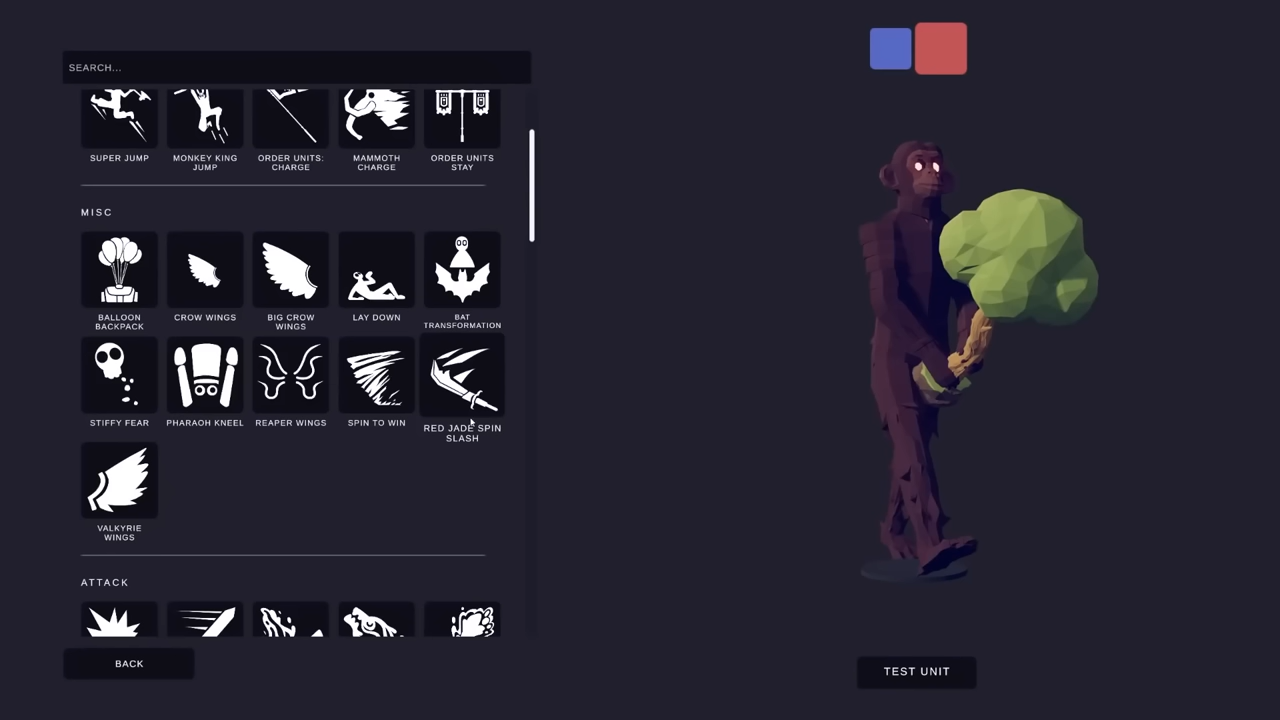 SEARCH...
SUPER JUMP
MONKEY KING
JUMP
ORDER UNITS:
CHARGE
MAMMOTH
CHARGE
ORDER UNITS
STAY
MISC
BALLOON
BACKPACK
CROW WINGS
BIG CROW
WINGS
LAY DOWN
BAT
TRANSFORMATION
STIFFY FEAR
PHARAOH KNEEL
REAPER WINGS
SPIN TO WIN
RED JADE SPIN
SLASH
VALKYRIE
WINGS
ATTACK
BACK
TEST UNIT